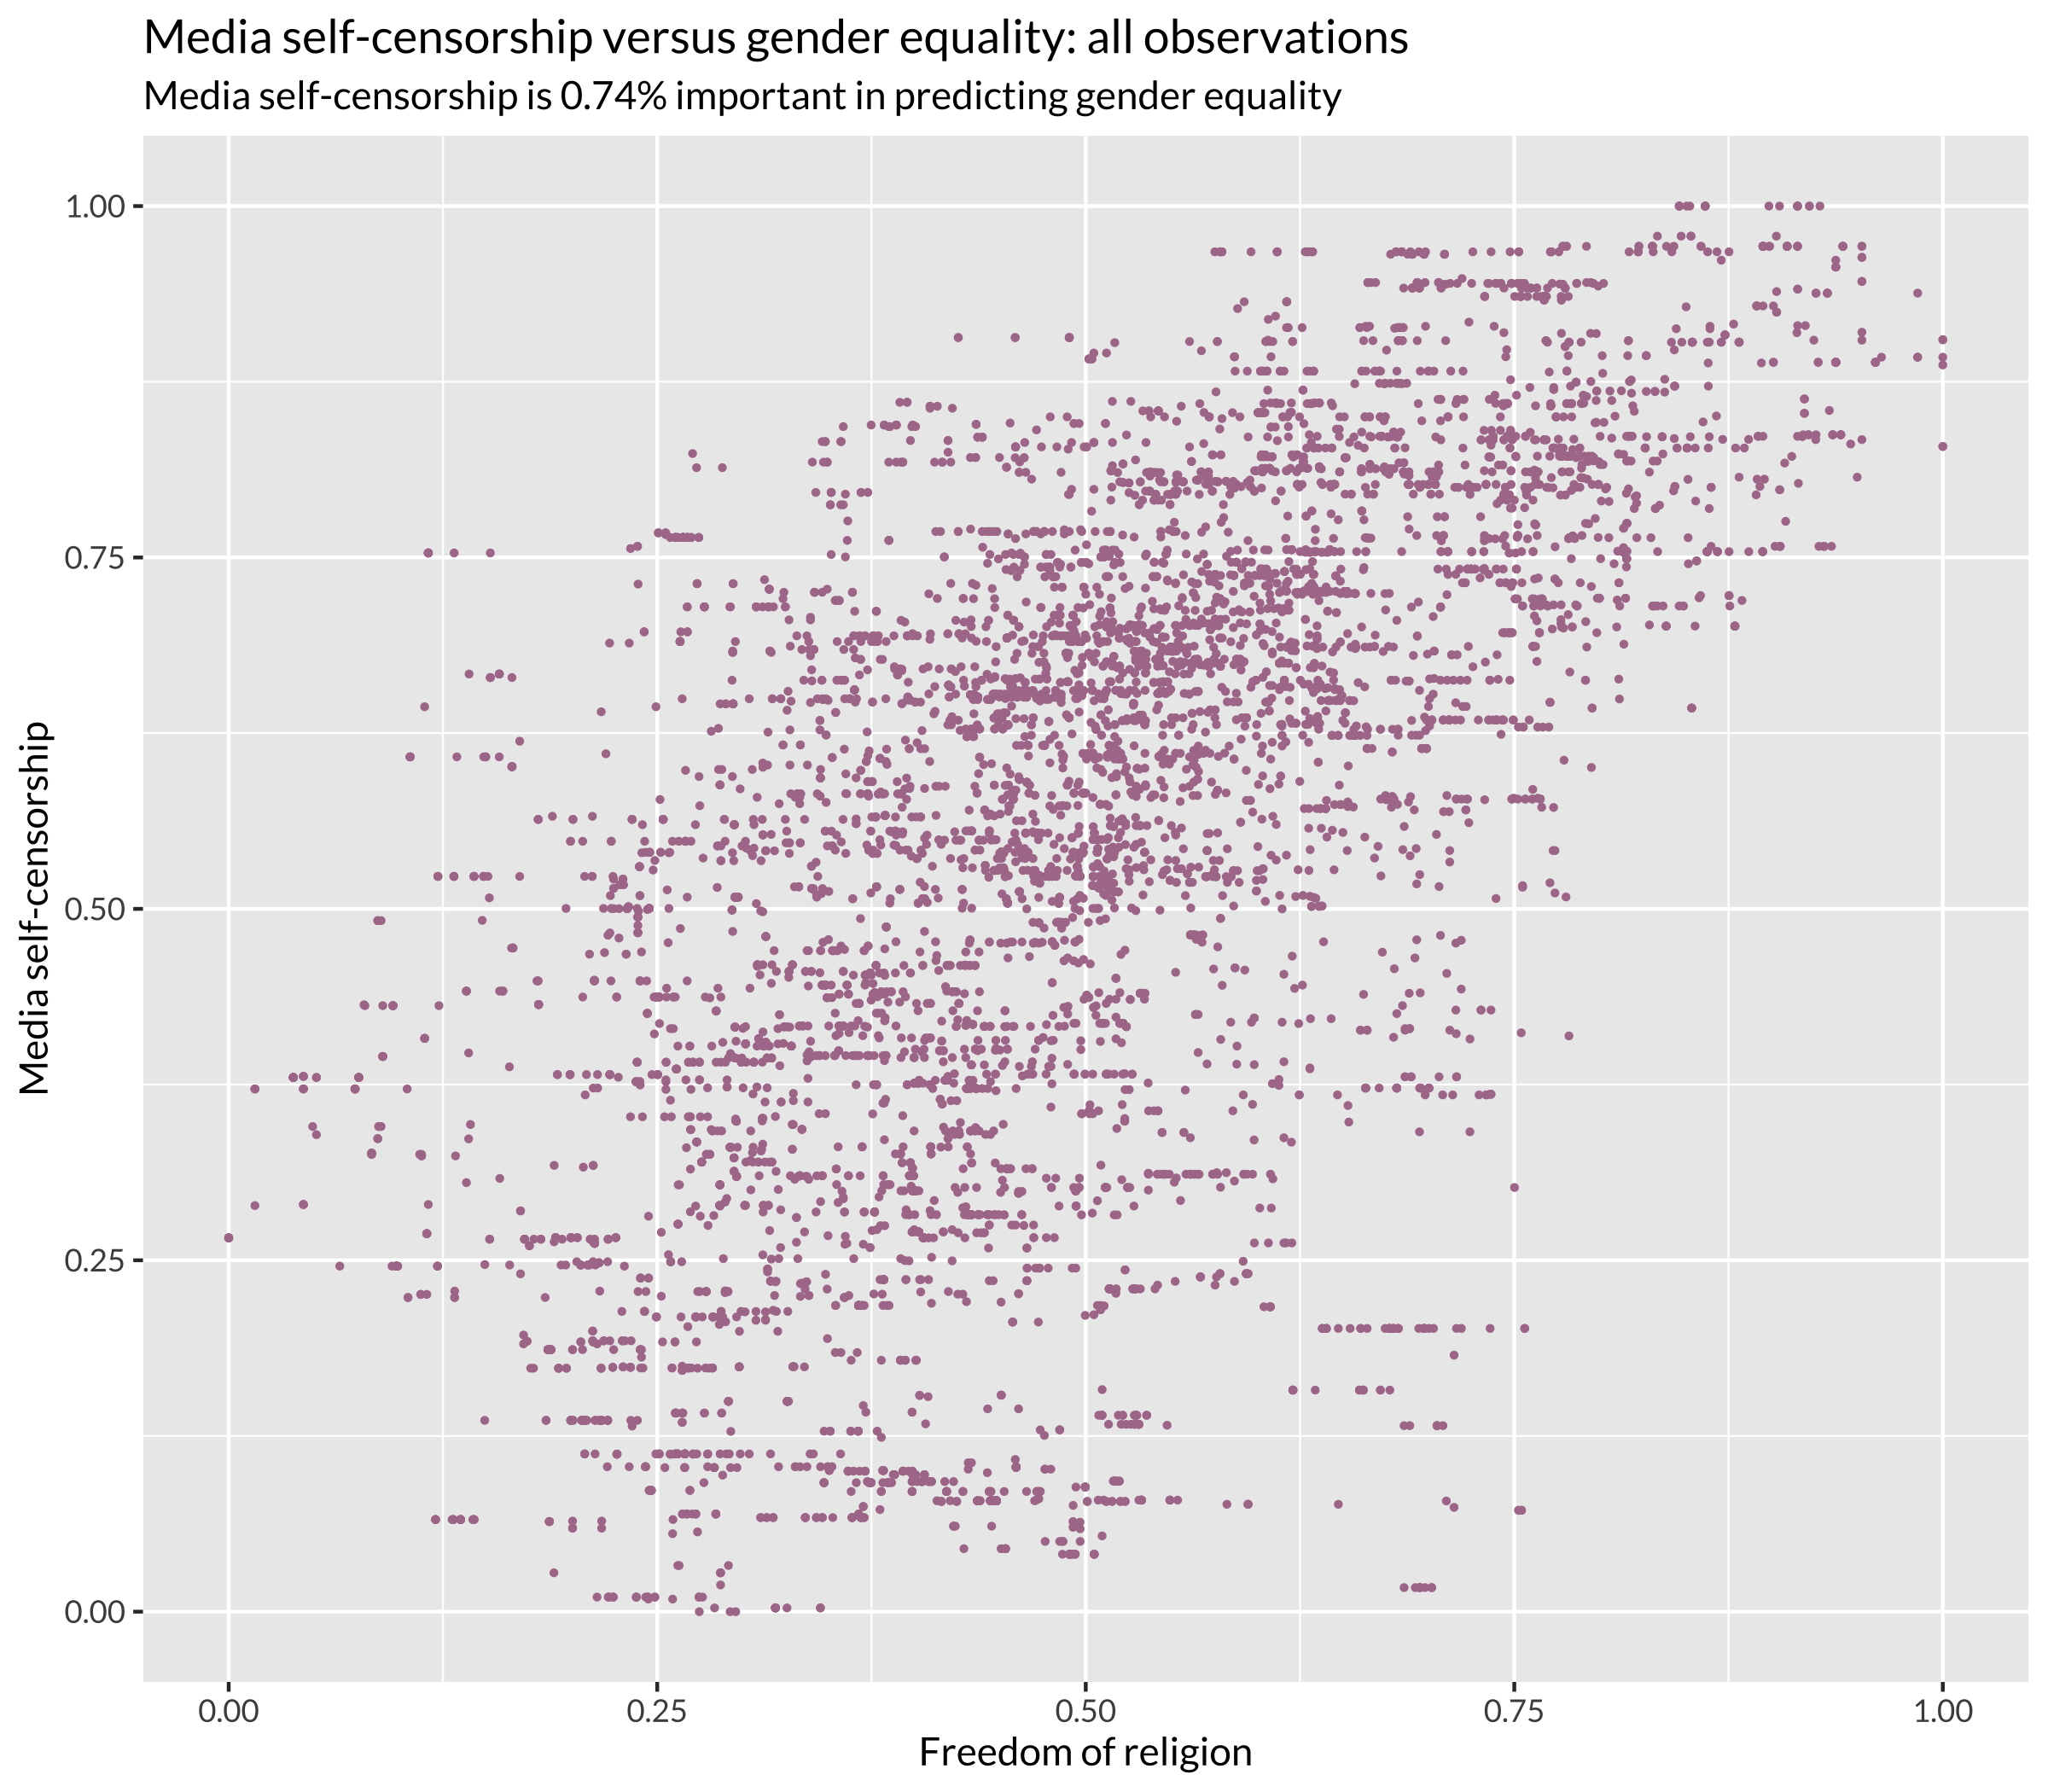 Media self-censorship versus gender equality: all observations
Media self-censorship is 0.74% important in predicting gender equality
Media self-censorship
1.00
0.75
0.50
0.25
0.00
0.00 0.25 0.50 0.75 1.00
Freedom of religion